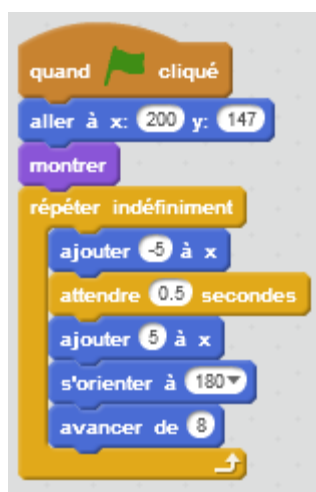 quand cliqué
aller à x: 200 y: 147
montrer
répéter indéfiniment
ajouter -5 à x
attendre 0.5 secondes
ajouter 5 à x
s'orienter à 180
avancer de 8